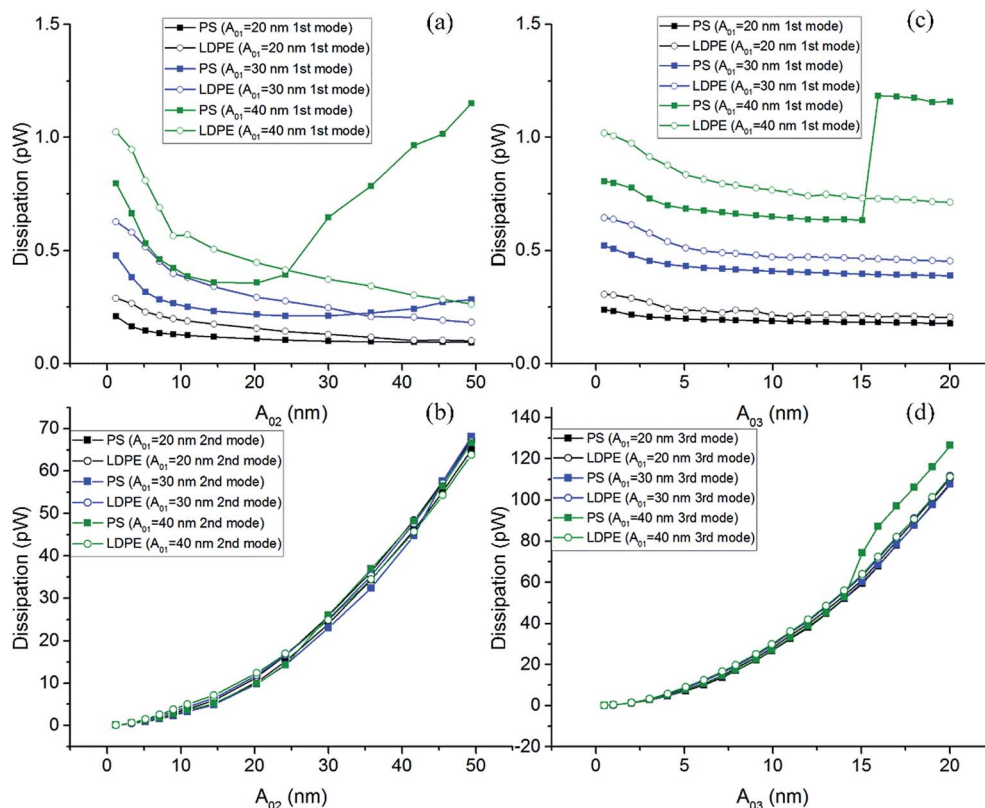 (a)
PS (A01=20 nm 1st mode)
LDPE (A01=20 nm 1st mode)
PS (A01=30 nm 1st mode)
LDPE (A01=30 nm 1st mode)
PS (A01=40 nm 1st mode)
LDPE (A01=40 nm 1st mode)
1.5
1.0
0.5
0.0
Dissipation (pW)
0 10 20 30 40 50
A02 (nm)
(c)
PS (A01=20 nm 1st mode)
LDPE (A01=20 nm 1st mode)
PS (A01=30 nm 1st mode)
LDPE (A01=30 nm 1st mode)
PS (A01=40 nm 1st mode)
LDPE (A01=40 nm 1st mode)
1.5
1.0
0.5
0.0
Dissipation (pW)
0 5 10 15 20
A03 (nm)
(b)
PS (A01=20 nm 2nd mode)
LDPE (A01=20 nm 2nd mode)
PS (A01=30 nm 2nd mode)
LDPE (A01=30 nm 2nd mode)
PS (A01=40 nm 2nd mode)
LDPE (A01=40 nm 2nd mode)
70
60
50
40
30
20
10
0
Dissipation (pW)
0 10 20 30 40 50
A02 (nm)
(d)
PS (A01=20 nm 3rd mode)
LDPE (A01=20 nm 3rd mode)
PS (A01=30 nm 3rd mode)
LDPE (A01=30 nm 3rd mode)
PS (A01=40 nm 3rd mode)
LDPE (A01=40 nm 3rd mode)
140
120
100
80
60
40
20
0
-20
Dissipation (pW)
0 5 10 15 20
A03 (nm)